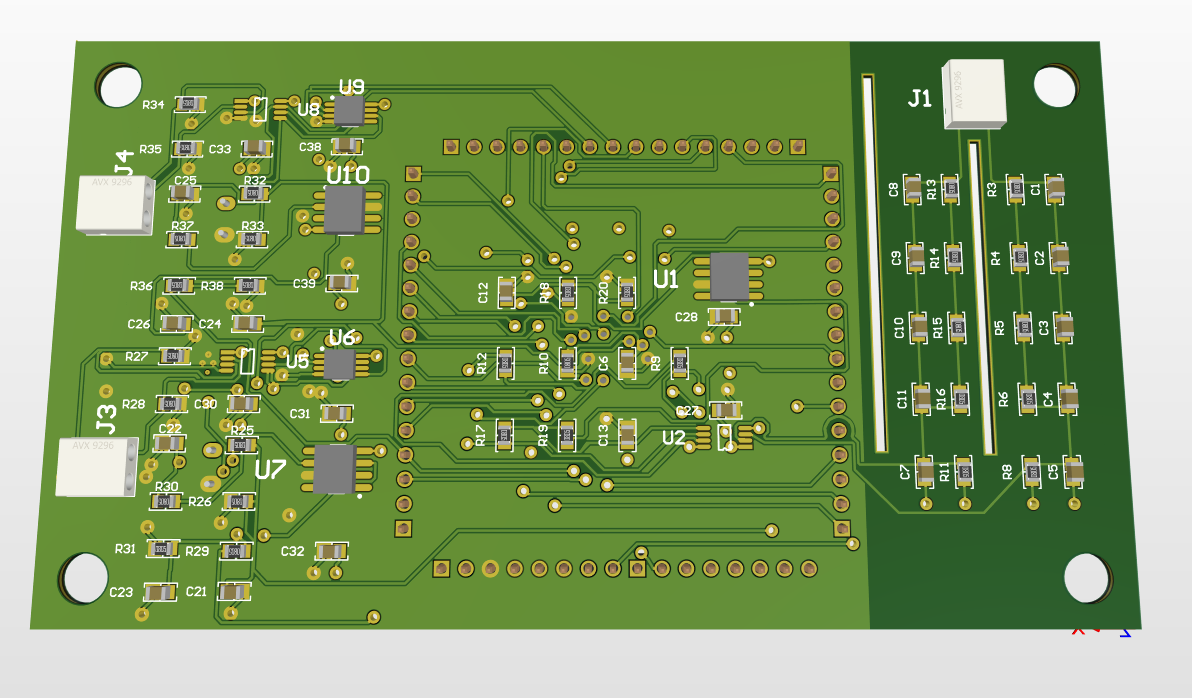 U9
R34
U8
J1
AVX 9296
R35
C33
C38
J4
U10
AVX 9296
C25
R32
C8
R13
R3
C1
R37
R33
C9
R14
R4
C2
U1
R36
R38
C39
C12
R18
R20
C26
C24
C28
C10
R15
R5
C3
U6
R27
U5
R12
R10
C6
R9
R28
C30
C31
C27
C11
R16
R6
C4
J3
C22
R25
R17
R19
C13
U2
AVX 9296
U7
C7
R11
R8
C5
R30
R26
R31
R29
C32
C23
C21